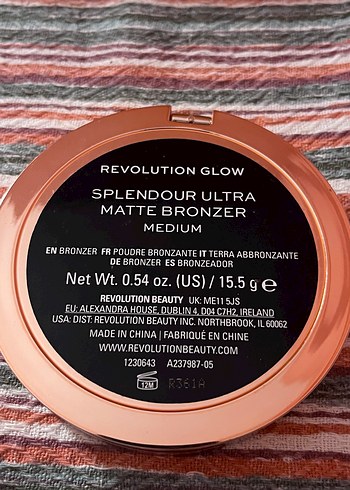 REVOLUTION GLOW
SPLENDOUR ULTRA
MATTE BRONZER
MEDIUM
EN BRONZER FR POUDRE BRONZANTE IT TERRA ABBRONZANTE
DE BRONZER ES BRONZEADOR
Net Wt. 0.54 oz. (US) / 15.5 g ℮
REVOLUTION BEAUTY UK: ME11 5JS
EU: ALEXANDRA HOUSE, DUBLIN 4, D04 C7H2, IRELAND
USA: DIST: REVOLUTION BEAUTY INC. NORTHBROOK, IL 60062
MADE IN CHINA | FABRIQUÉ EN CHINE
WWW.REVOLUTIONBEAUTY.COM
1230643 A237987-05
12M R361A